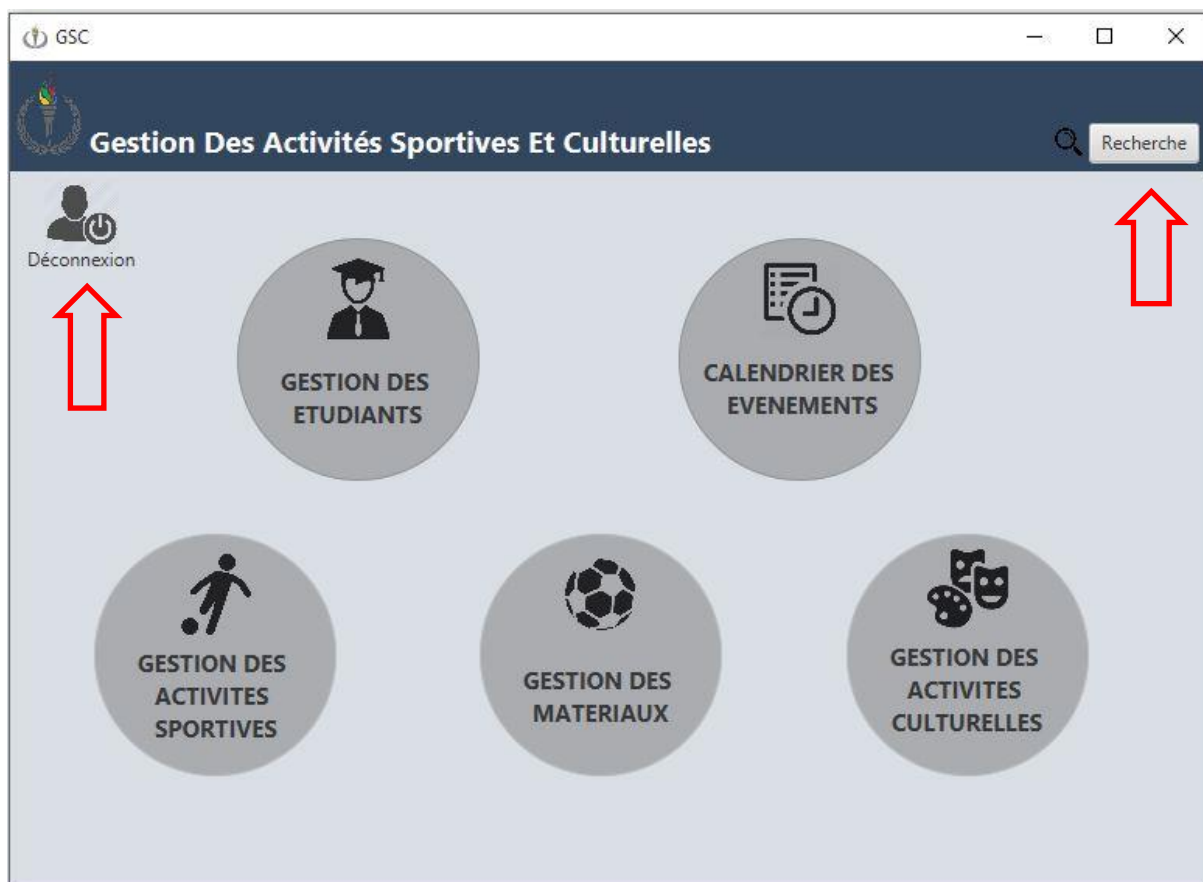 GSC
Gestion Des Activités Sportives Et Culturelles
Recherche
Déconnexion
GESTION DES
ETUDIANTS
CALENDRIER DES
EVENEMENTS
GESTION DES
ACTIVITES
SPORTIVES
GESTION DES
MATERIAUX
GESTION DES
ACTIVITES
CULTURELLES